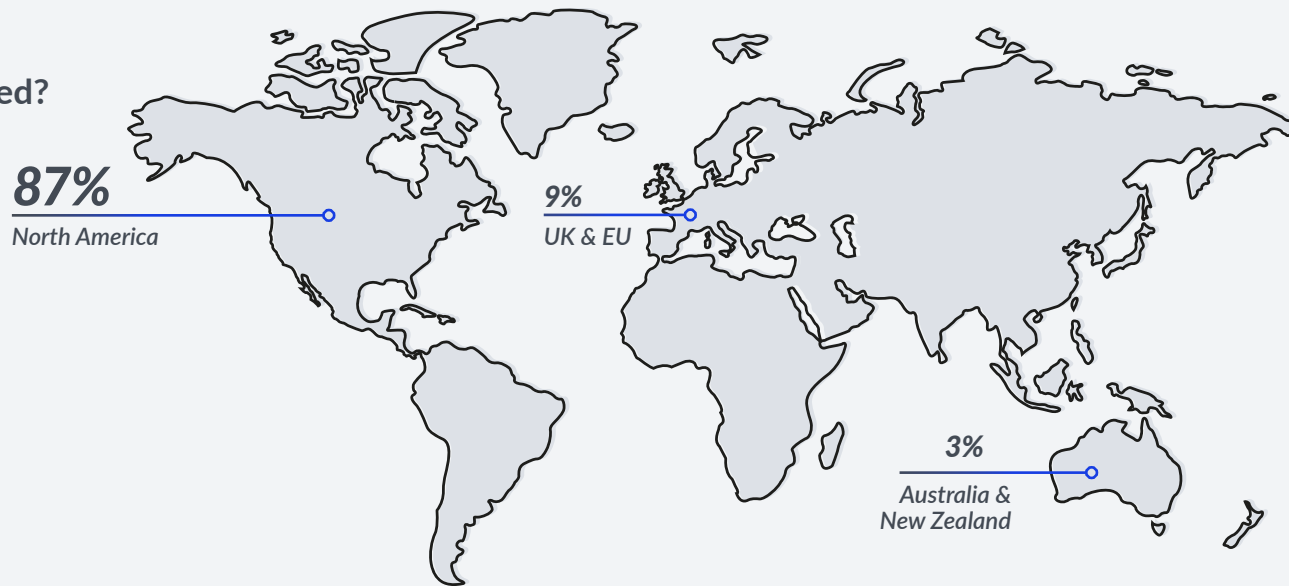 ed?
87%
North America
9%
UK & EU
3%
Australia &
New Zealand